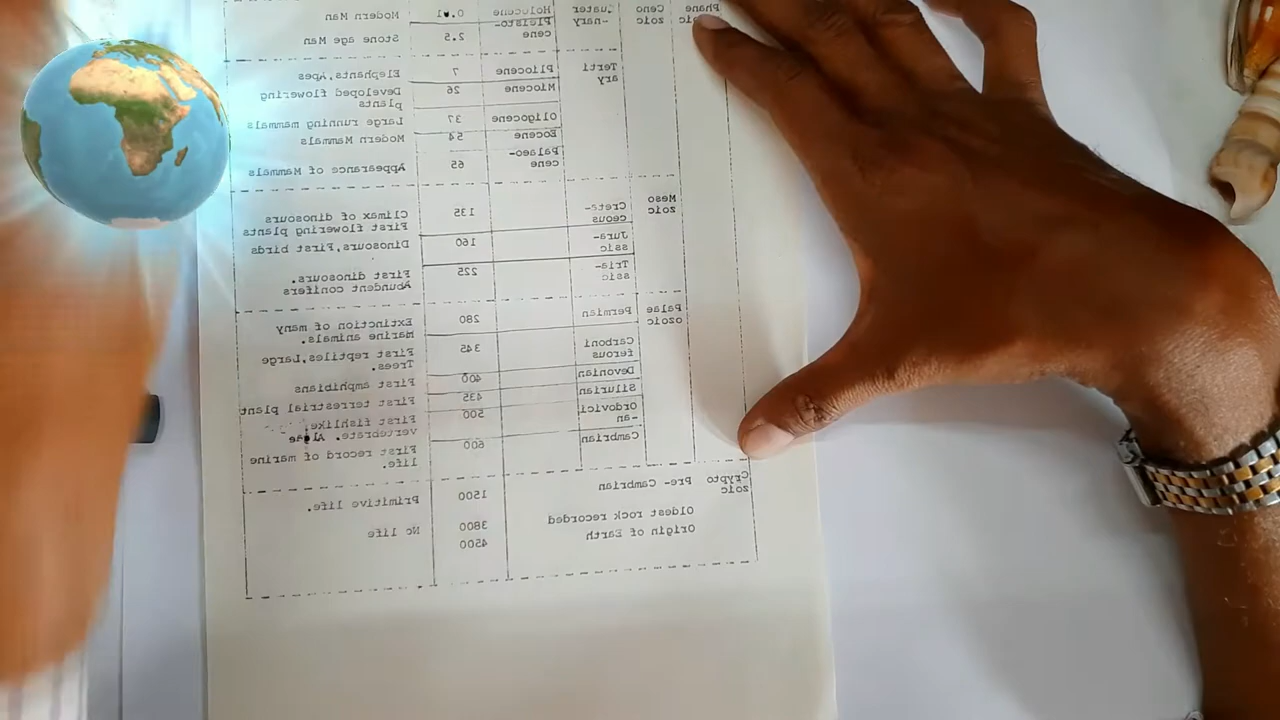 Phane Ceno Quater Holocene 0.01 Modern Man
zoic zoic -nary Pleisto- cene 2.5 Stone age Man
Terti ary Pliocene 7 Elephants,Apes
Miocene 26 Developed flowering plants
Oligocene 37 Large running mammals
Eocene 54 Modern Mammals
Palaeo- cene 65 Appearance of Mammals
Meso zoic Creta- ceous 135 Climax of dinosours
First flowering plants
Jura- ssic 160 Dinosours,First birds
Tria- ssic 225 First dinosours.
Abundent conifers
Palae ozoic Permian 280 Extinction of many
Marine animals.
Carboni ferous 345 First reptiles,Large
Trees.
Devonian 400 First amphibians
Silurian 435 First terrestrial plant
Ordovici -an 500 First fishlike
vertebrate. Algae
Cambrian 600 First record of marine
life.
Crypto zoic Pre- Cambrian 1500 Primitive life.
Oldest rock recorded 3800 No life
Origin of Earth 4500